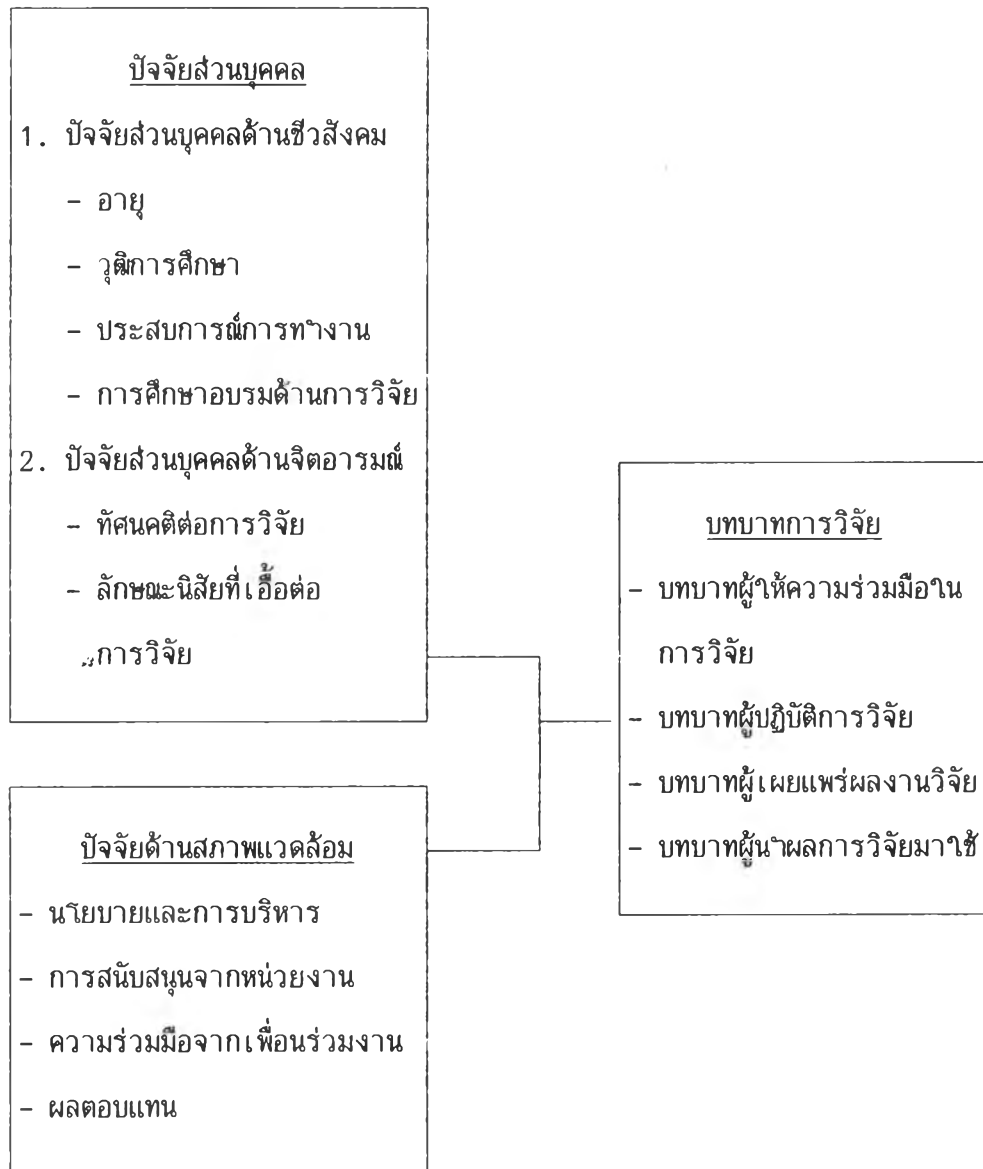 ปัจจัยส่วนบุคคล
1. ปัจจัยส่วนบุคคลด้านชีวสังคม
- อายุ
- วุฒิการศึกษา
- ประสบการณ์การทำงาน
- การศึกษาอบรมด้านการวิจัย
2. ปัจจัยส่วนบุคคลด้านจิตอารมณ์
- ทัศนคติต่อการวิจัย
- ลักษณะนิสัยที่เอื้อต่อ
การวิจัย
ปัจจัยด้านสภาพแวดล้อม
- นโยบายและการบริหาร
- การสนับสนุนจากหน่วยงาน
- ความร่วมมือจากเพื่อนร่วมงาน
- ผลตอบแทน
บทบาทการวิจัย
- บทบาทผู้ให้ความร่วมมือใน
การวิจัย
- บทบาทผู้ปฏิบัติการวิจัย
- บทบาทผู้เผยแพร่ผลงานวิจัย
- บทบาทผู้นำผลการวิจัยมาใช้